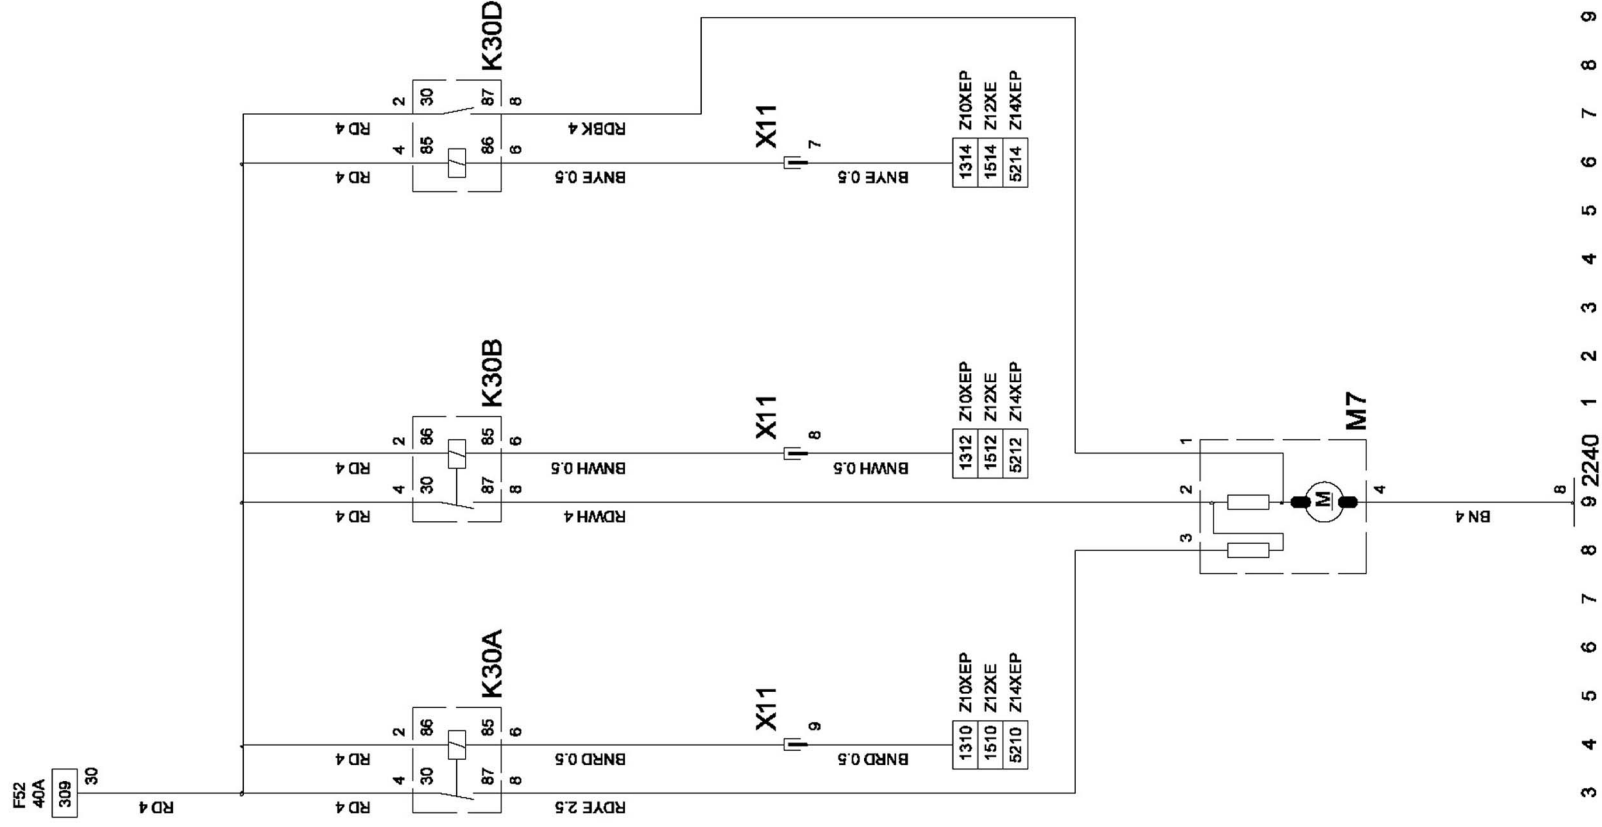 F52
40A
309
30
RD 4
RD 4
RD 4
RD 4
RD 4
RD 4
RD 4
4 2
4 2
4 2
30 86
30 86
85 30
87 85
K30A
87 85
K30B
86 87
K30D
8 6
8 6
6 8
RDYE 2.5
BNRD 0.5
RDWH 4
BNWH 0.5
BNYE 0.5
RDBK 4
X11
X11
X11
9
8
7
BNRD 0.5
BNWH 0.5
BNYE 0.5
1310 Z10XEP
1510 Z12XE
5210 Z14XEP
1312 Z10XEP
1512 Z12XE
5212 Z14XEP
1314 Z10XEP
1514 Z12XE
5214 Z14XEP
3 2 1
M
M7
4
BN 4
8
3 4 5 6 7 8 9 2240 1 2 3 4 5 6 7 8 9